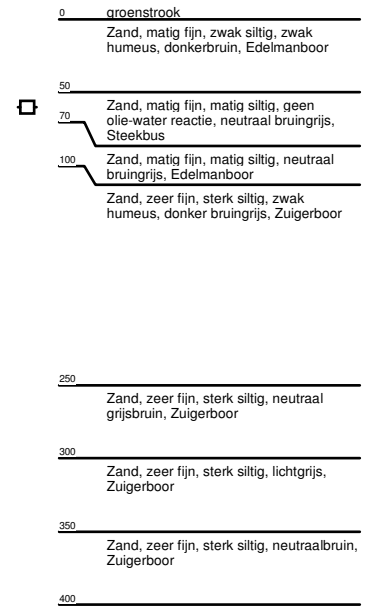 0
groenstrook
Zand, matig fijn, zwak siltig, zwak
humeus, donkerbruin, Edelmanboor
50
Zand, matig fijn, matig siltig, geen
olie-water reactie, neutraal bruingrijs,
Steekbus
70
Zand, matig fijn, matig siltig, neutraal
bruingrijs, Edelmanboor
100
Zand, zeer fijn, sterk siltig, zwak
humeus, donker bruingrijs, Zuigerboor
250
Zand, zeer fijn, sterk siltig, neutraal
grijsbruin, Zuigerboor
300
Zand, zeer fijn, sterk siltig, lichtgrijs,
Zuigerboor
350
Zand, zeer fijn, sterk siltig, neutraalbruin,
Zuigerboor
400